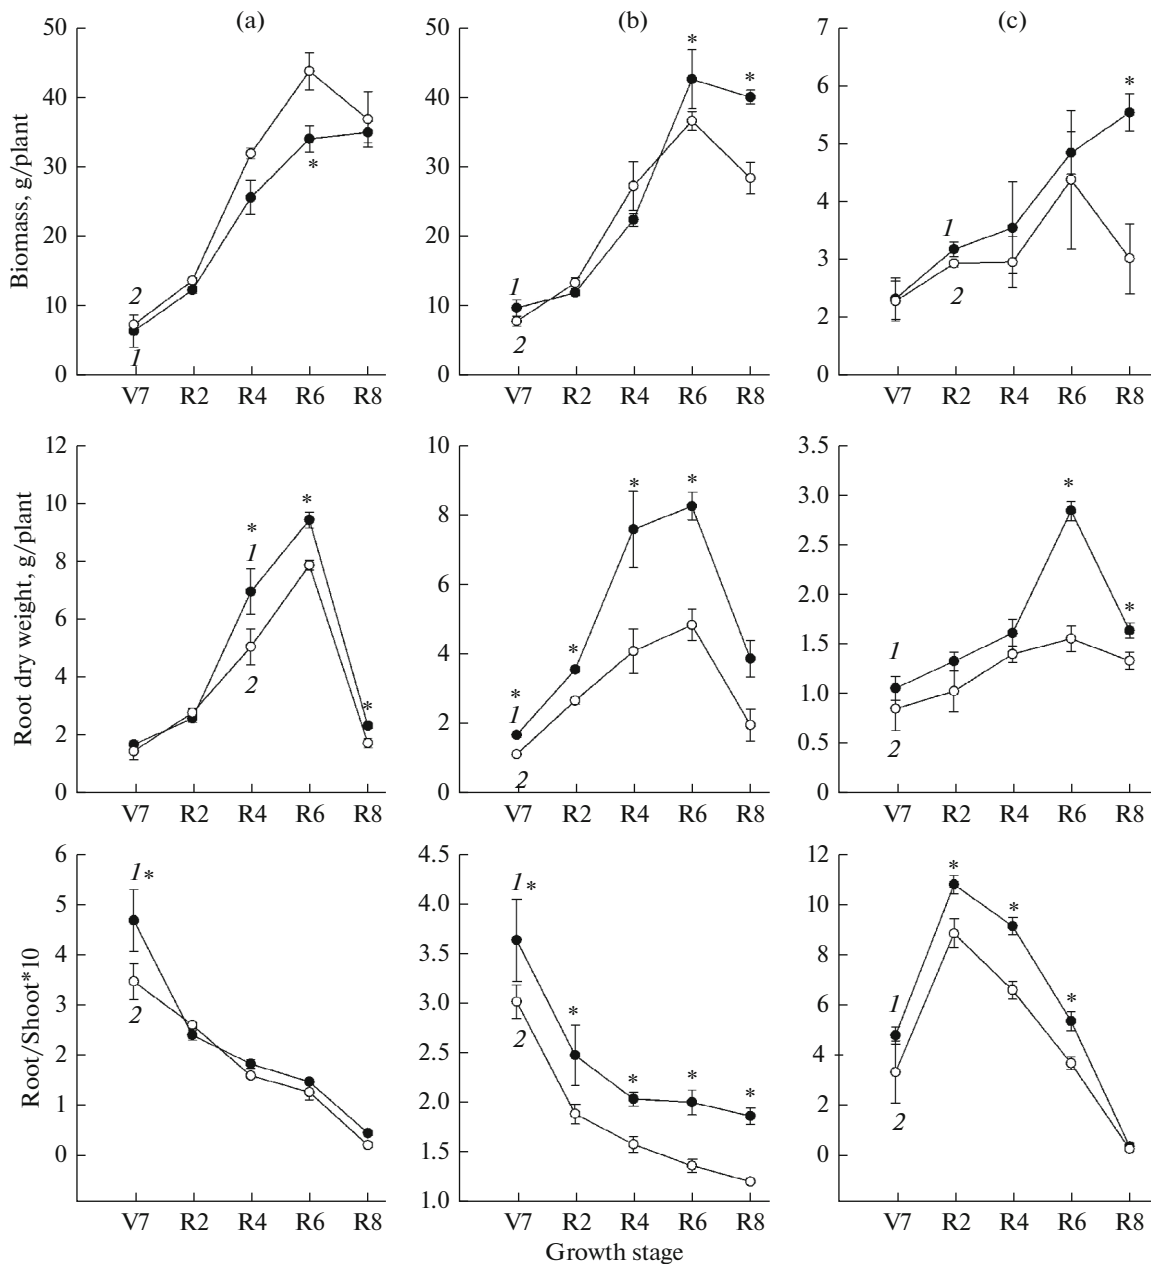 (a) (b) (c)
Biomass, g/plant
50 40 30 20 10 0
2
1
*
V7 R2 R4 R6 R8
50 40 30 20 10 0
1
2
* *
V7 R2 R4 R6 R8
7 6 5 4 3 2 0
1
2
*
V7 R2 R4 R6 R8
Root dry weight, g/plant
12 10 8 6 4 2 0
* *
1
2
*
V7 R2 R4 R6 R8
10 8 6 4 2 0
* * * *
1
2
V7 R2 R4 R6 R8
3.5 3.0 2.5 2.0 1.5 1.0 0.5 0
1
2
* *
V7 R2 R4 R6 R8
Root/Shoot*10
6 5 4 3 2 1 0
1*
2
V7 R2 R4 R6 R8
4.5 4.0 3.5 3.0 2.5 2.0 1.5 1.0
1*
2
* * * *
V7 R2 R4 R6 R8
12 10 8 6 4 2 0
1
2
* * *
V7 R2 R4 R6 R8
Growth stage